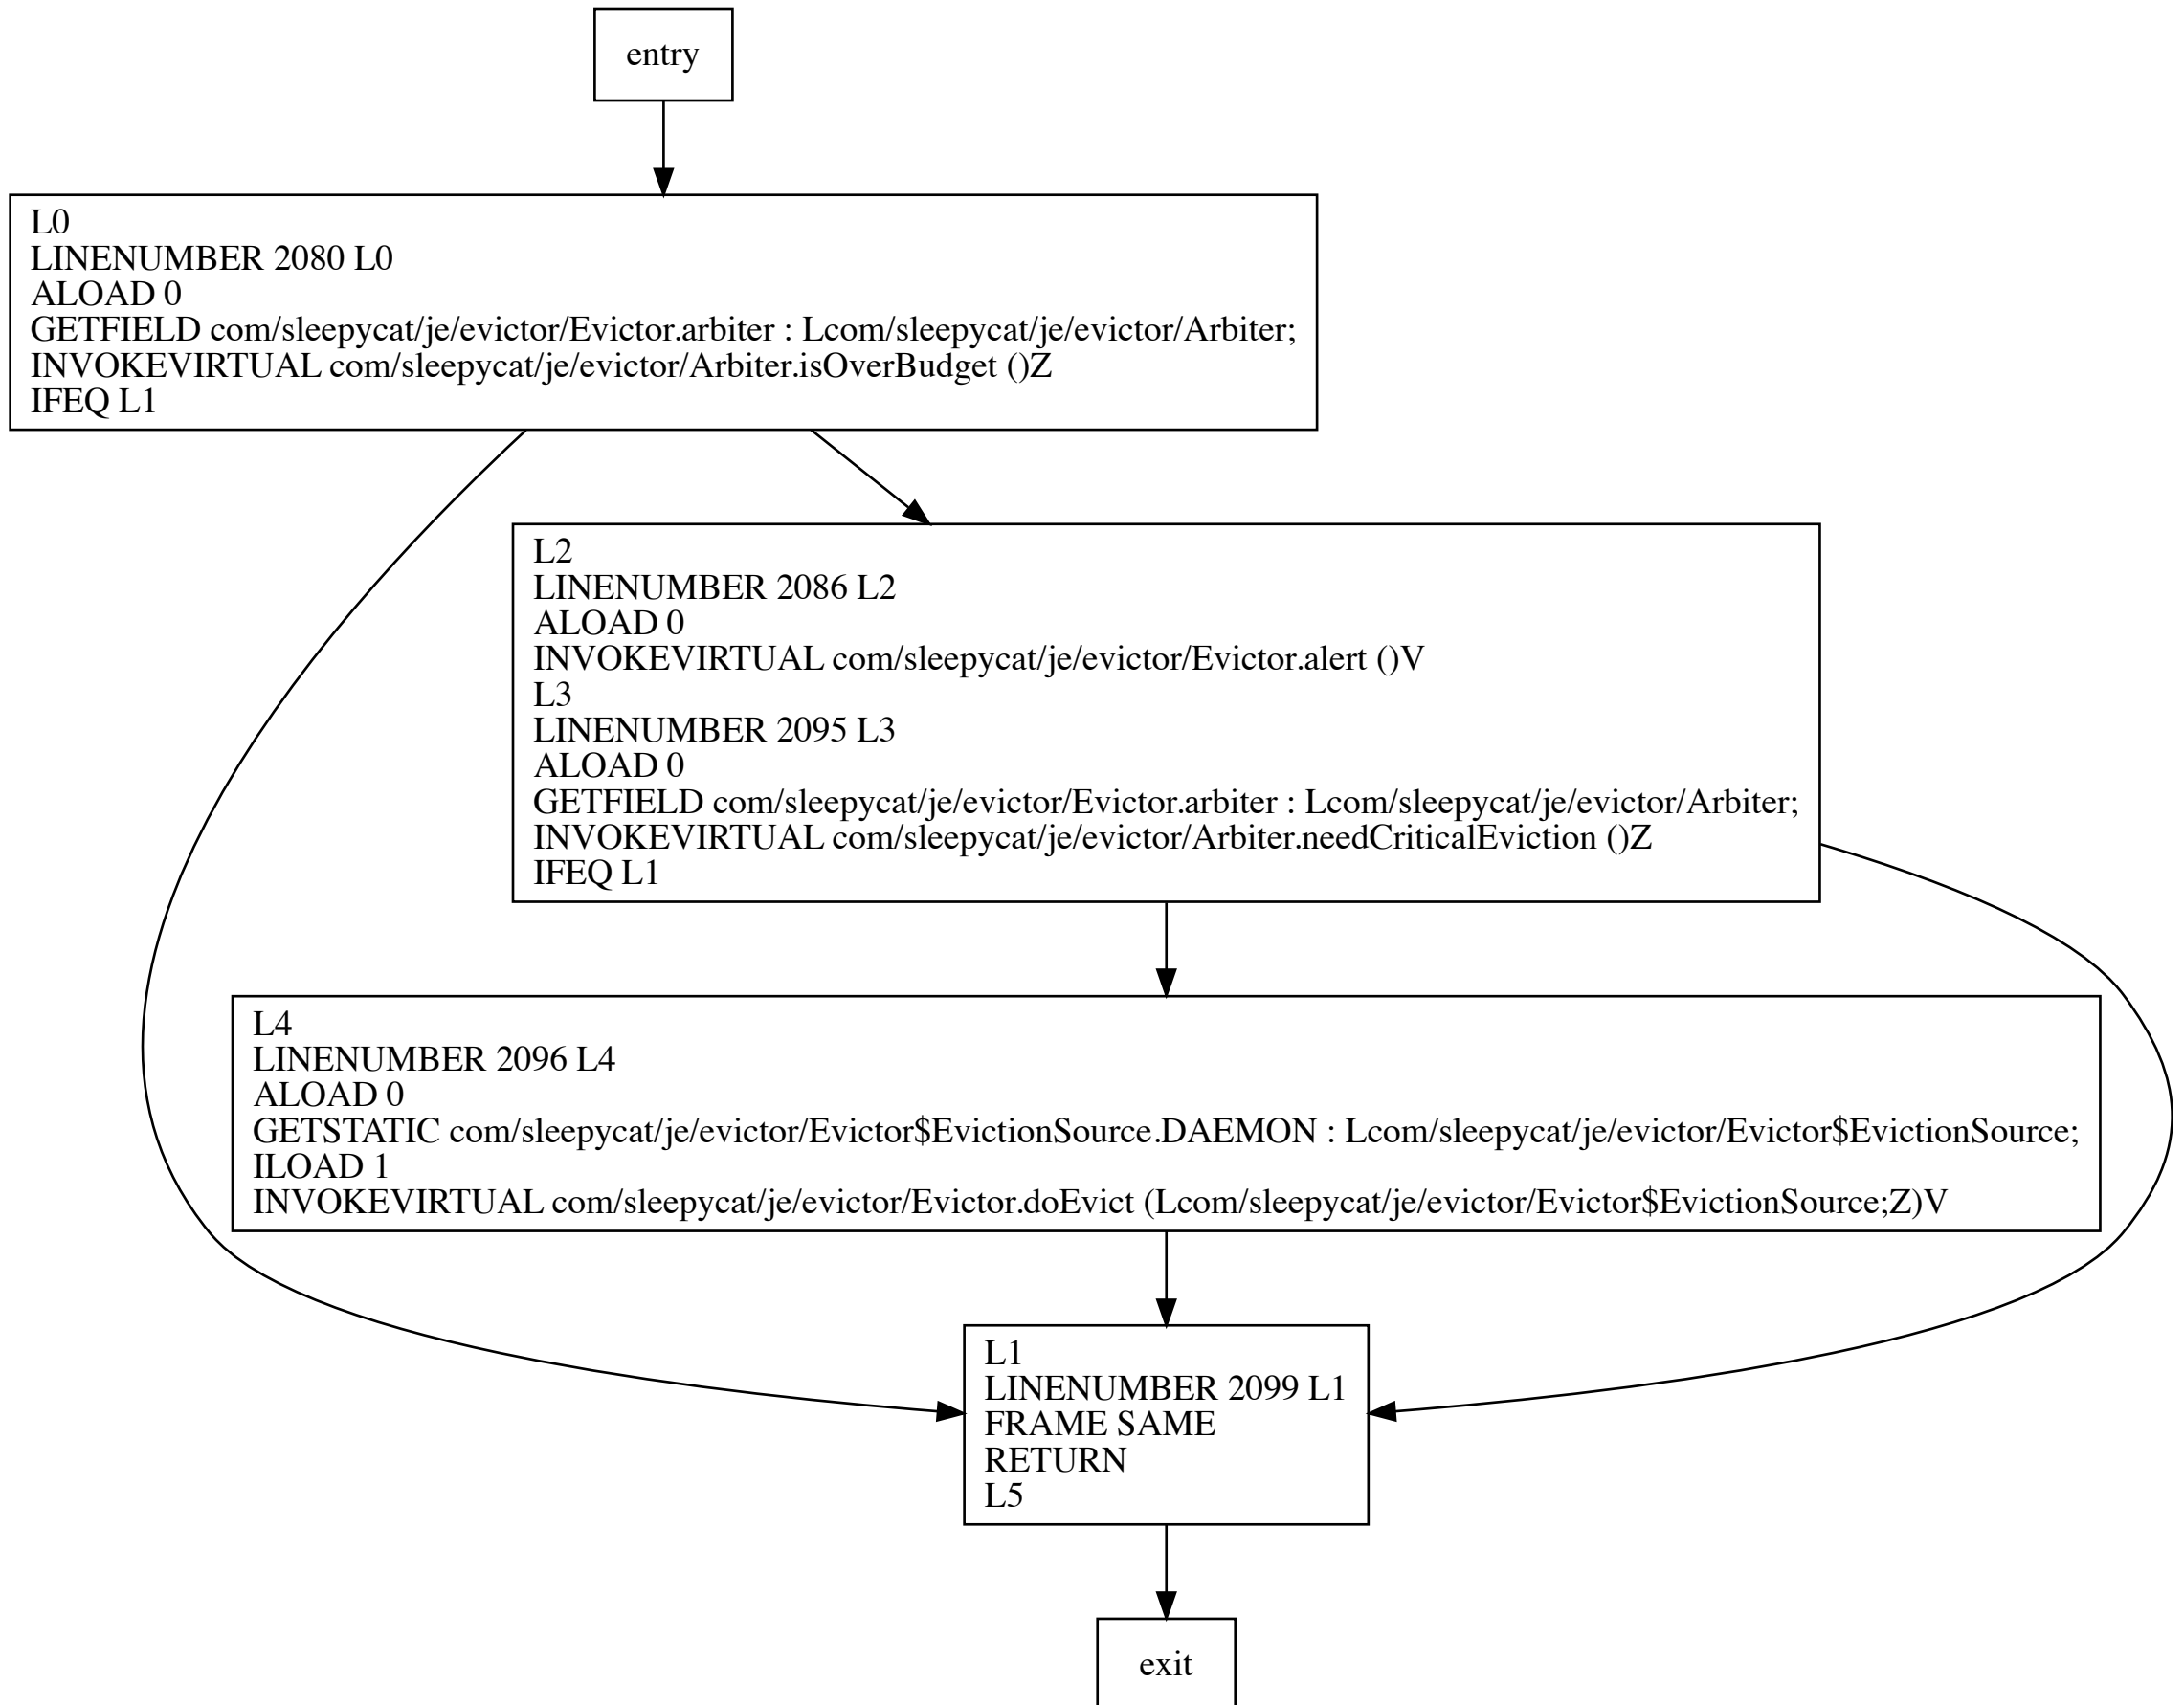 entry
L0
LINENUMBER 2080 L0
ALOAD 0
GETFIELD com/sleepycat/je/evictor/Evictor.arbiter : Lcom/sleepycat/je/evictor/Arbiter;
INVOKEVIRTUAL com/sleepycat/je/evictor/Arbiter.isOverBudget ()Z
IFEQ L1
L2
LINENUMBER 2086 L2
ALOAD 0
INVOKEVIRTUAL com/sleepycat/je/evictor/Evictor.alert ()V
L3
LINENUMBER 2095 L3
ALOAD 0
GETFIELD com/sleepycat/je/evictor/Evictor.arbiter : Lcom/sleepycat/je/evictor/Arbiter;
INVOKEVIRTUAL com/sleepycat/je/evictor/Arbiter.needCriticalEviction ()Z
IFEQ L1
L4
LINENUMBER 2096 L4
ALOAD 0
GETSTATIC com/sleepycat/je/evictor/Evictor$EvictionSource.DAEMON : Lcom/sleepycat/je/evictor/Evictor$EvictionSource;
ILOAD 1
INVOKEVIRTUAL com/sleepycat/je/evictor/Evictor.doEvict (Lcom/sleepycat/je/evictor/Evictor$EvictionSource;Z)V
L1
LINENUMBER 2099 L1
FRAME SAME
RETURN
L5
exit